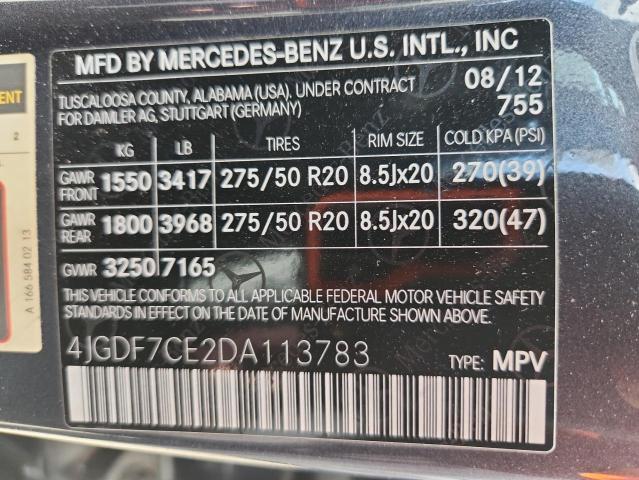 MFD BY MERCEDES-BENZ U.S. INTL., INC
TUSCALOOSA COUNTY, ALABAMA (USA), UNDER CONTRACT
FOR DAIMLER AG, STUTTGART (GERMANY)
08/12
755
KG LB TIRES RIM SIZE COLD KPA (PSI)
GAWR FRONT 1550 3417 275/50 R20 8.5Jx20 270(39)
GAWR REAR 1800 3968 275/50 R20 8.5Jx20 320(47)
GVWR 3250 7165
THIS VEHICLE CONFORMS TO ALL APPLICABLE FEDERAL MOTOR VEHICLE SAFETY
STANDARDS IN EFFECT ON THE DATE OF MANUFACTURE SHOWN ABOVE.
4JGDF7CE2DA113783
TYPE: MPV
A 166 584 02 13